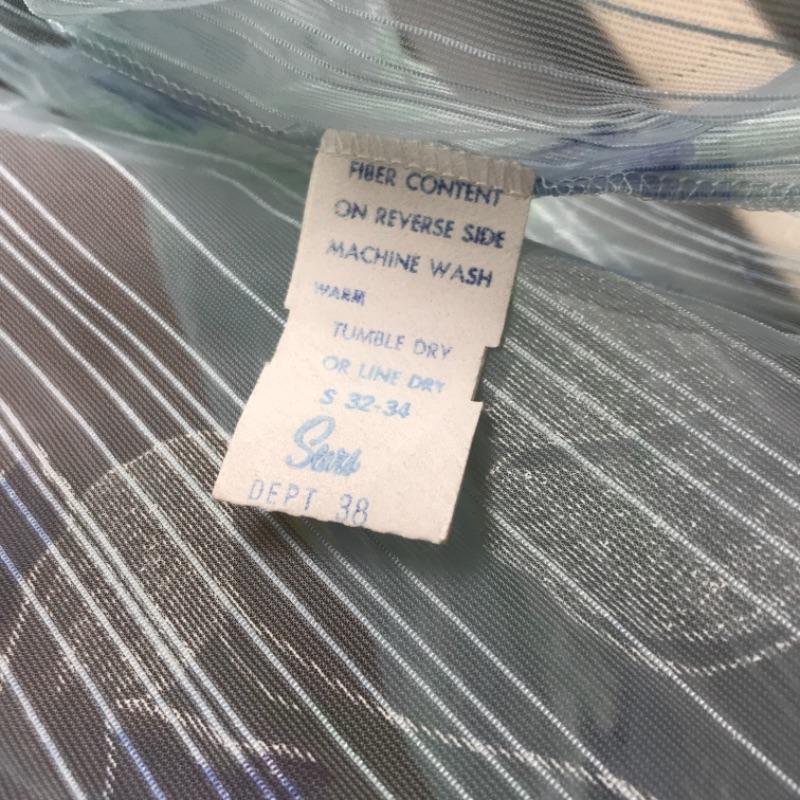 FIBER CONTENT
ON REVERSE SIDE
MACHINE WASH
WARM
TUMBLE DRY
OR LINE DRY
S 32-34
Sears
DEPT 38